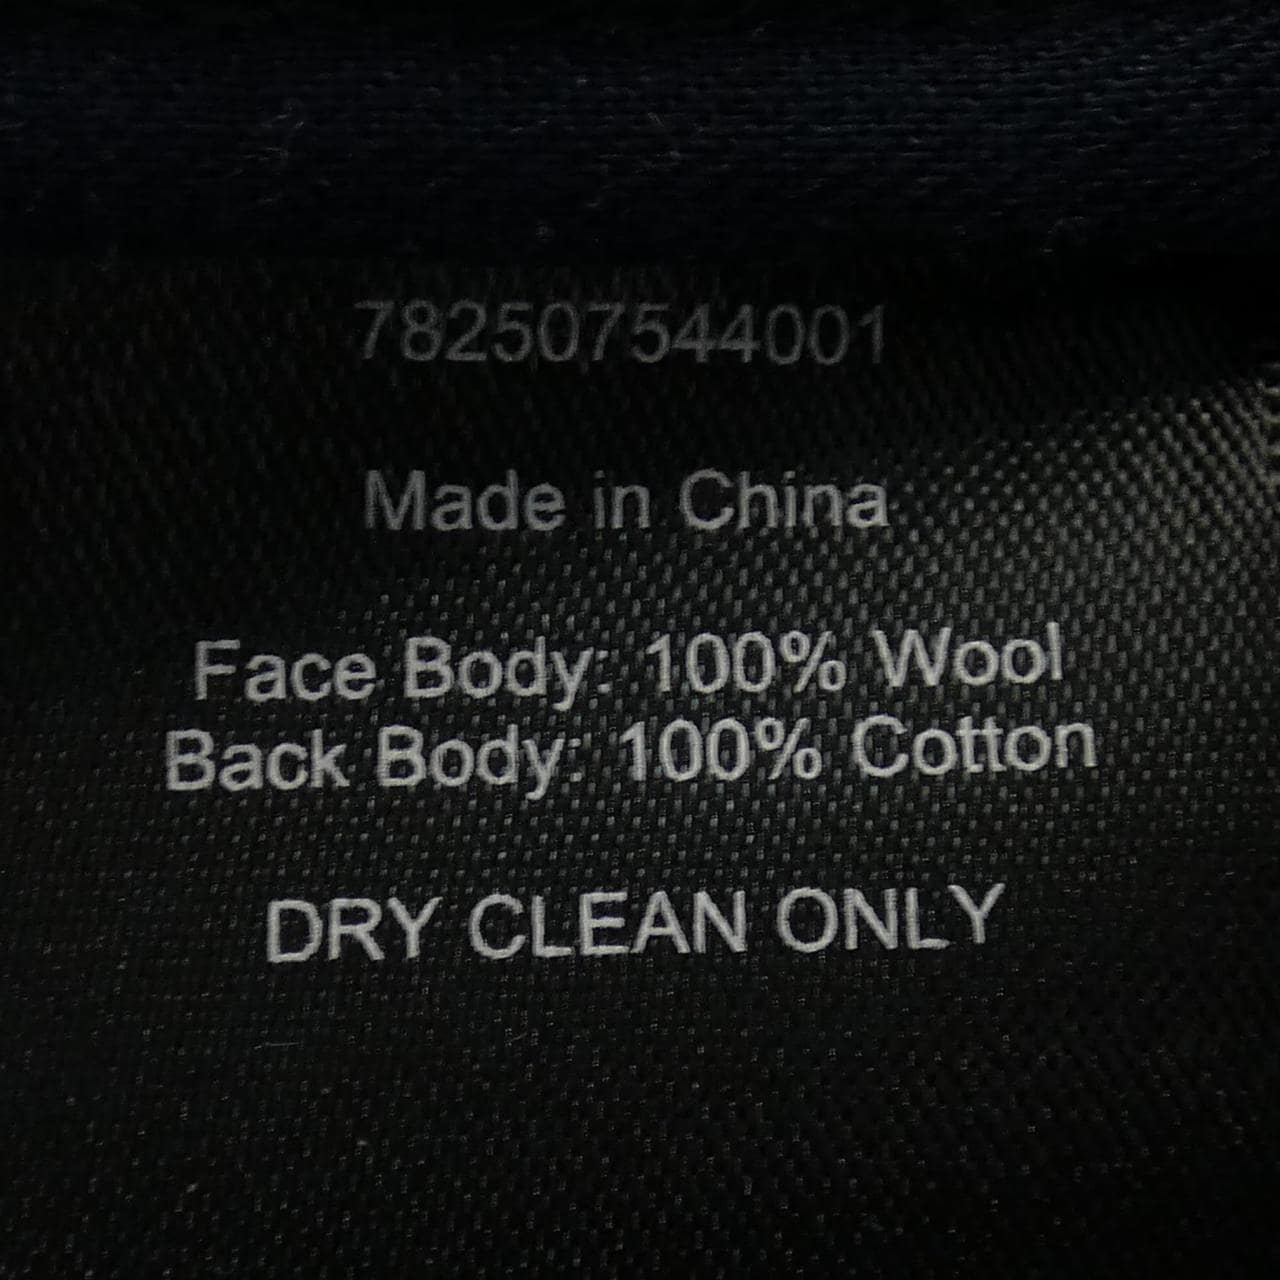 782507544001
Made in China
Face Body: 100% Wool
Back Body: 100% Cotton
DRY CLEAN ONLY